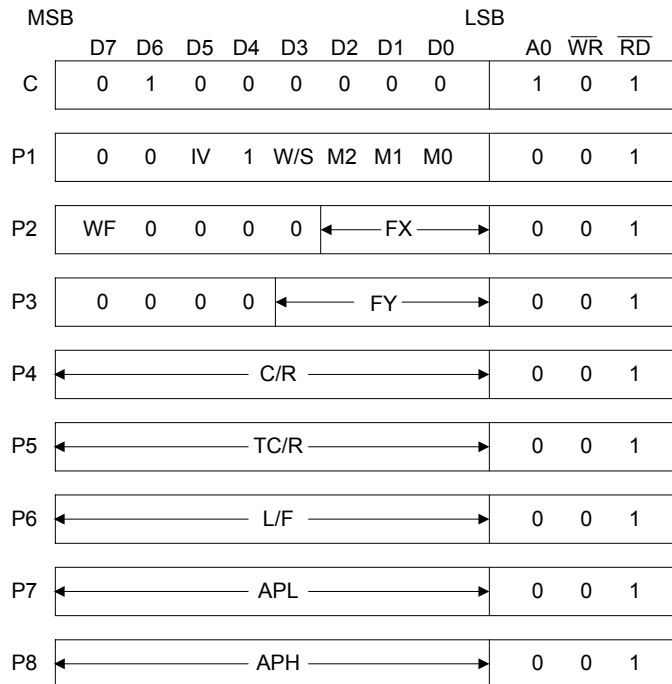 MSB LSB
D7 D6 D5 D4 D3 D2 D1 D0 A0 W̅R̅ R̅D̅
C 0 1 0 0 0 0 0 0 1 0 1
P1 0 0 IV 1 W/S M2 M1 M0 0 0 1
P2 WF 0 0 0 0 FX 0 0 1
P3 0 0 0 0 FY 0 0 1
P4 C/R 0 0 1
P5 TC/R 0 0 1
P6 L/F 0 0 1
P7 APL 0 0 1
P8 APH 0 0 1